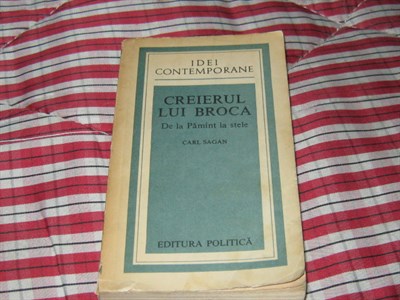 IDEI
CONTEMPORANE
CREIERUL
LUI BROCA
De la Pămînt la stele
CARL SAGAN
EDITURA POLITICĂ